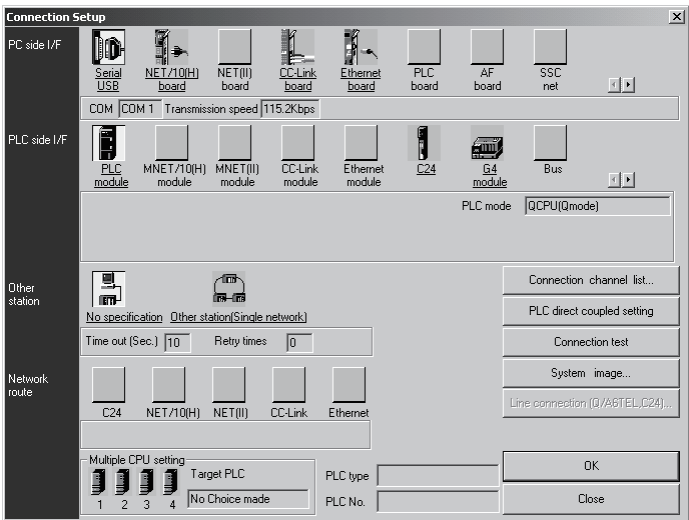 Connection Setup
PC side I/F
Serial USB
NET/10(H) board
NET(II) board
CC-Link board
Ethernet board
PLC board
AF board
SSC net
COM COM 1 Transmission speed 115.2Kbps
PLC side I/F
PLC module
MNET/10(H) module
MNET(II) module
CC-Link module
Ethernet module
C24
G4 module
Bus
PLC mode QCPU(Qmode)
Other station
No specification
Other station(Single network)
Time out (Sec.) 10 Retry times 0
Connection channel list...
PLC direct coupled setting
Connection test
System image...
Line connection (Q/A6TEL,C24)...
Network route
C24
NET/10(H)
NET(II)
CC-Link
Ethernet
Multiple CPU setting
1 2 3 4
Target PLC
No Choice made
PLC type
PLC No.
OK
Close